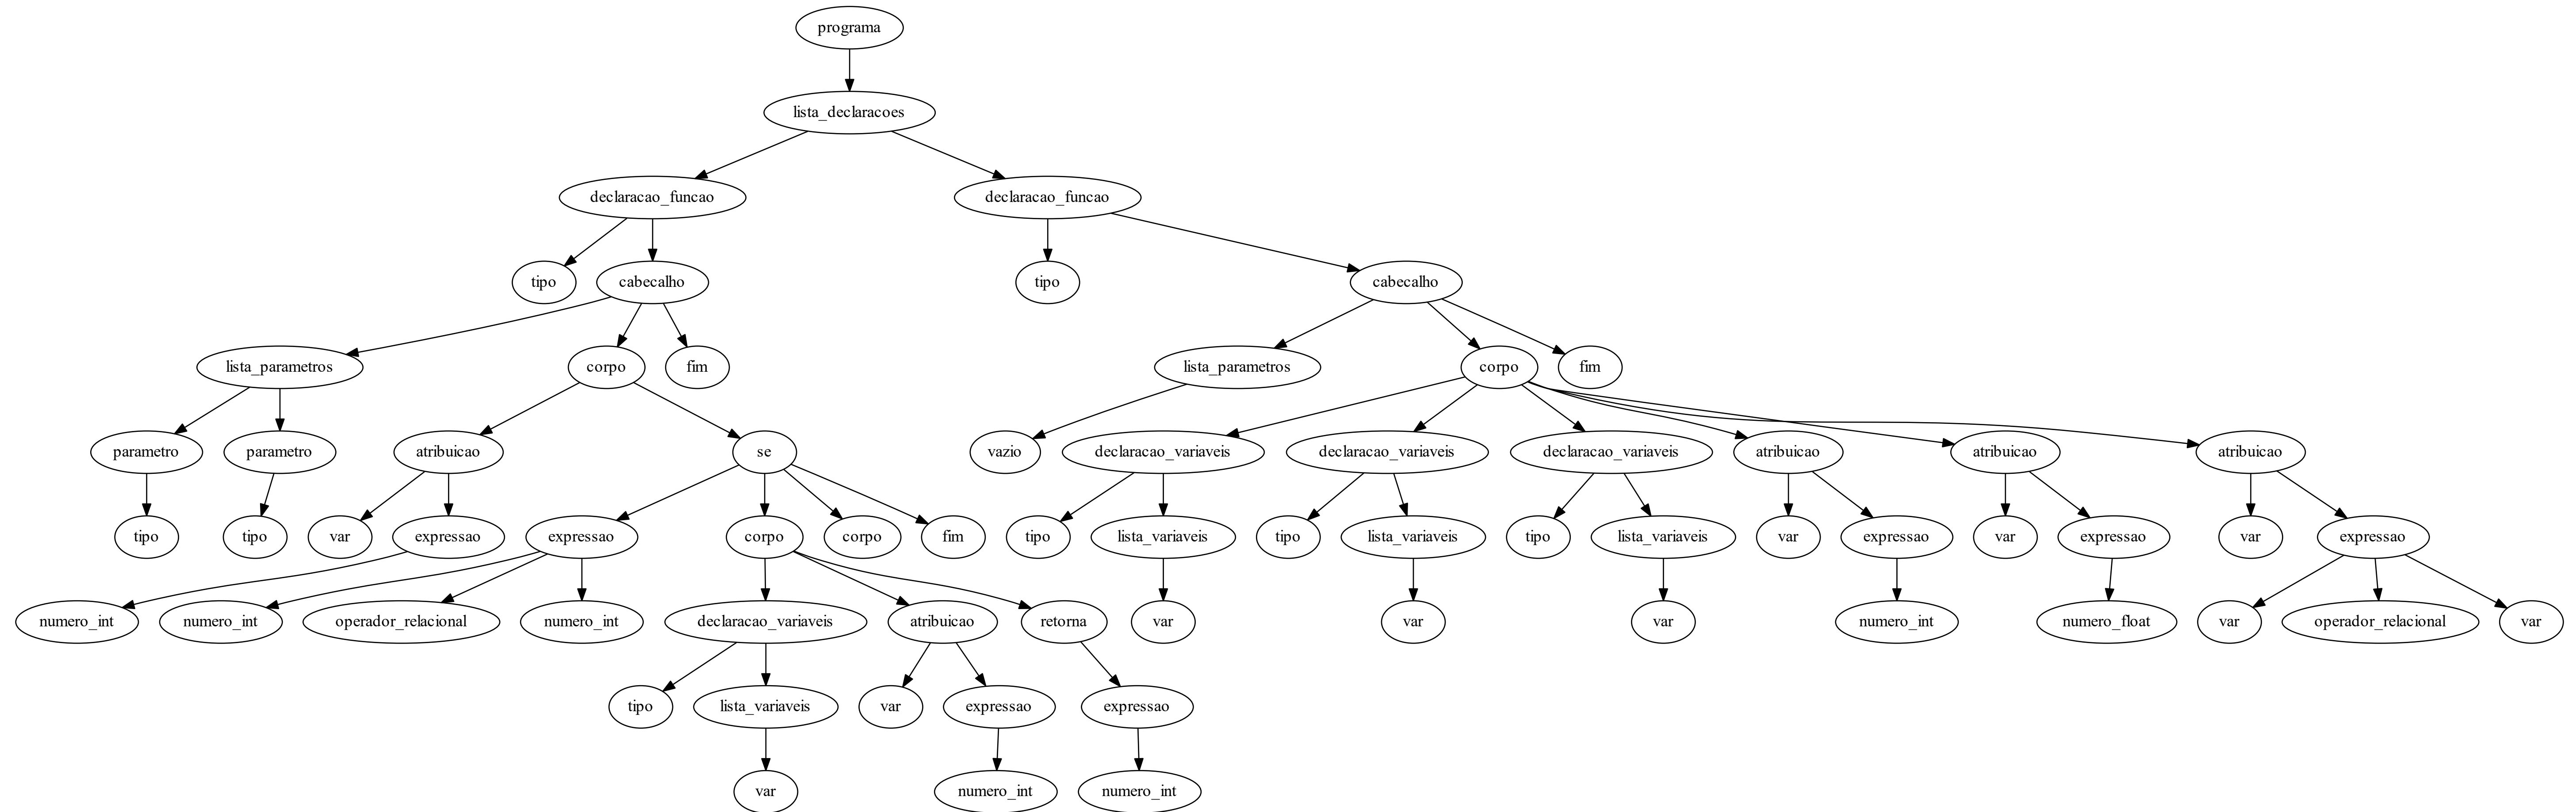 programa
lista_declaracoes
declaracao_funcao declaracao_funcao
tipo cabecalho tipo cabecalho
lista_parametros corpo fim lista_parametros corpo fim
parametro parametro atribuicao se vazio declaracao_variaveis declaracao_variaveis declaracao_variaveis atribuicao atribuicao atribuicao
tipo tipo var expressao expressao corpo corpo fim tipo lista_variaveis tipo lista_variaveis tipo lista_variaveis var expressao var expressao var expressao
numero_int numero_int operador_relacional numero_int declaracao_variaveis atribuicao retorna var var var numero_int numero_float var operador_relacional var
tipo lista_variaveis var expressao expressao
var numero_int numero_int